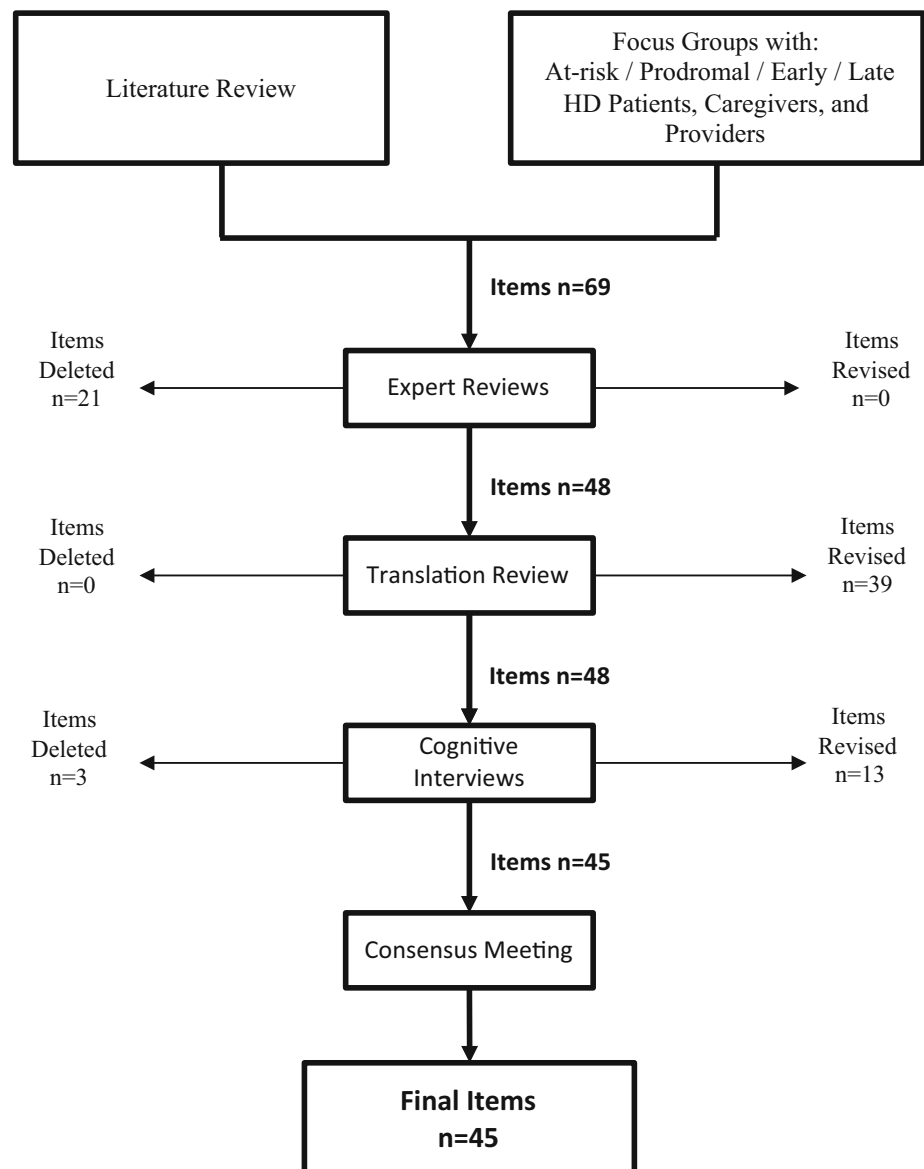 Literature Review
Focus Groups with:
At-risk / Prodromal / Early / Late
HD Patients, Caregivers, and
Providers
Items n=69
Items
Deleted
n=21
Expert Reviews
Items
Revised
n=0
Items n=48
Items
Deleted
n=0
Translation Review
Items
Revised
n=39
Items n=48
Items
Deleted
n=3
Cognitive
Interviews
Items
Revised
n=13
Items n=45
Consensus Meeting
Final Items
n=45